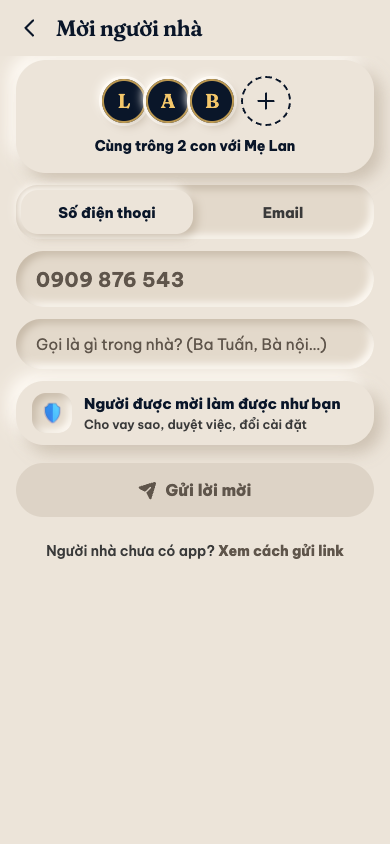 Mời người nhà
L A B
Cùng trông 2 con với Mẹ Lan
Số điện thoại Email
0909 876 543
Gọi là gì trong nhà? (Ba Tuấn, Bà nội...)
Người được mời làm được như bạn
Cho vay sao, duyệt việc, đổi cài đặt
Gửi lời mời
Người nhà chưa có app? Xem cách gửi link